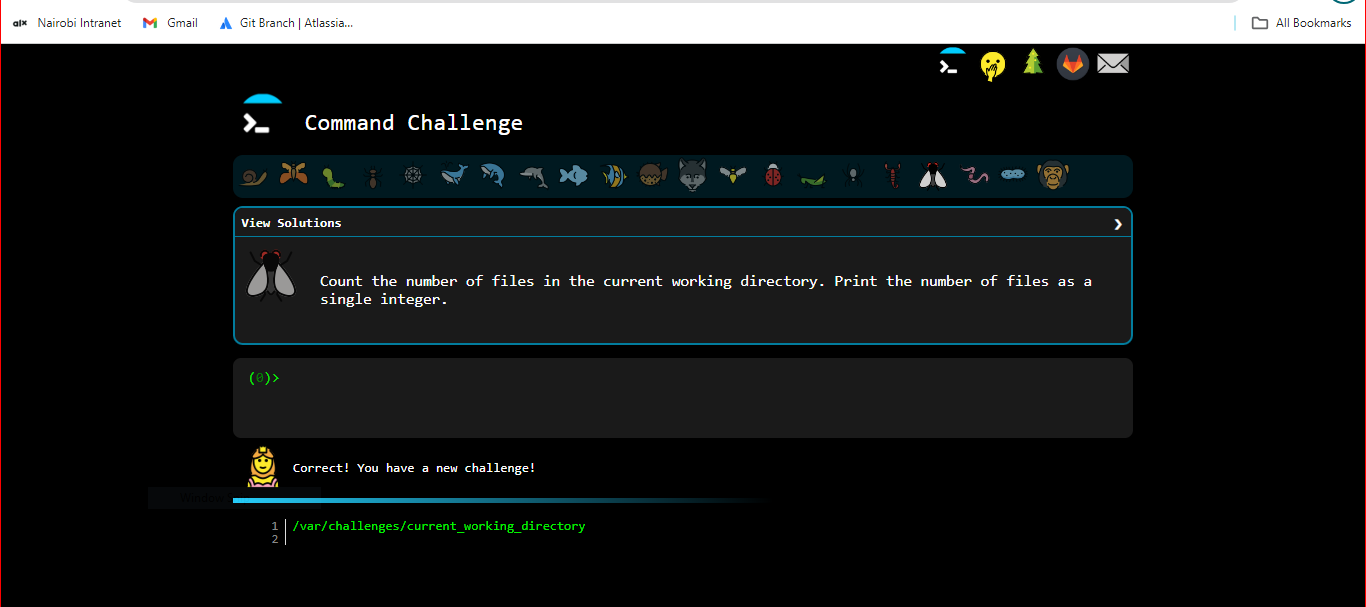 alx Nairobi Intranet Gmail Git Branch | Atlassia... All Bookmarks
Command Challenge
View Solutions
Count the number of files in the current working directory. Print the number of files as a
single integer.
(0)>
Correct! You have a new challenge!
Window
1 /var/challenges/current_working_directory
2